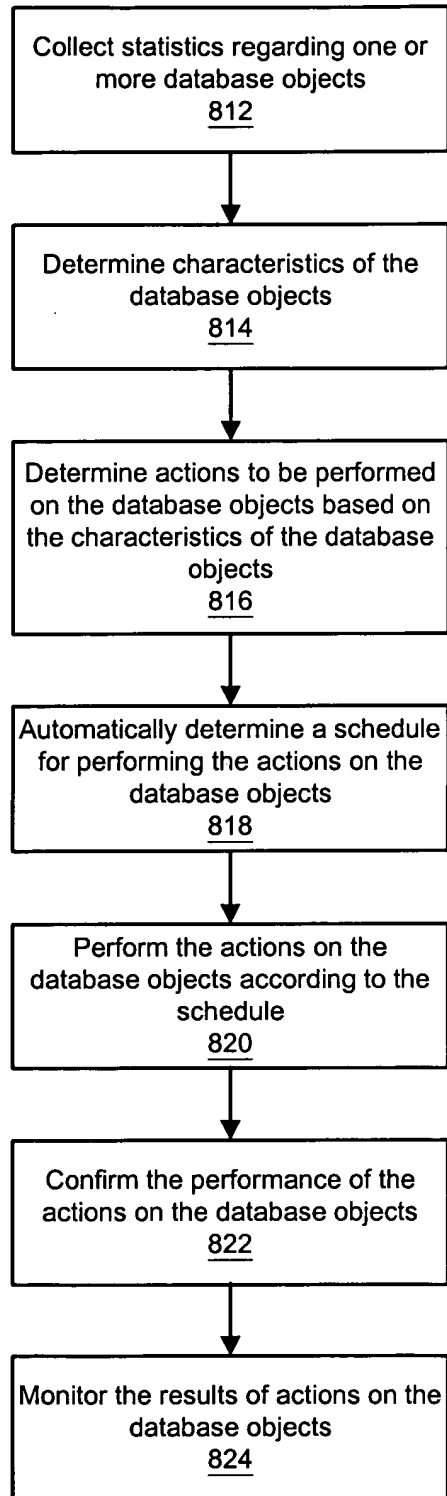 Collect statistics regarding one or
more database objects
812
Determine characteristics of the
database objects
814
Determine actions to be performed
on the database objects based on
the characteristics of the database
objects
816
Automatically determine a schedule
for performing the actions on the
database objects
818
Perform the actions on the
database objects according to the
schedule
820
Confirm the performance of the
actions on the database objects
822
Monitor the results of actions on the
database objects
824